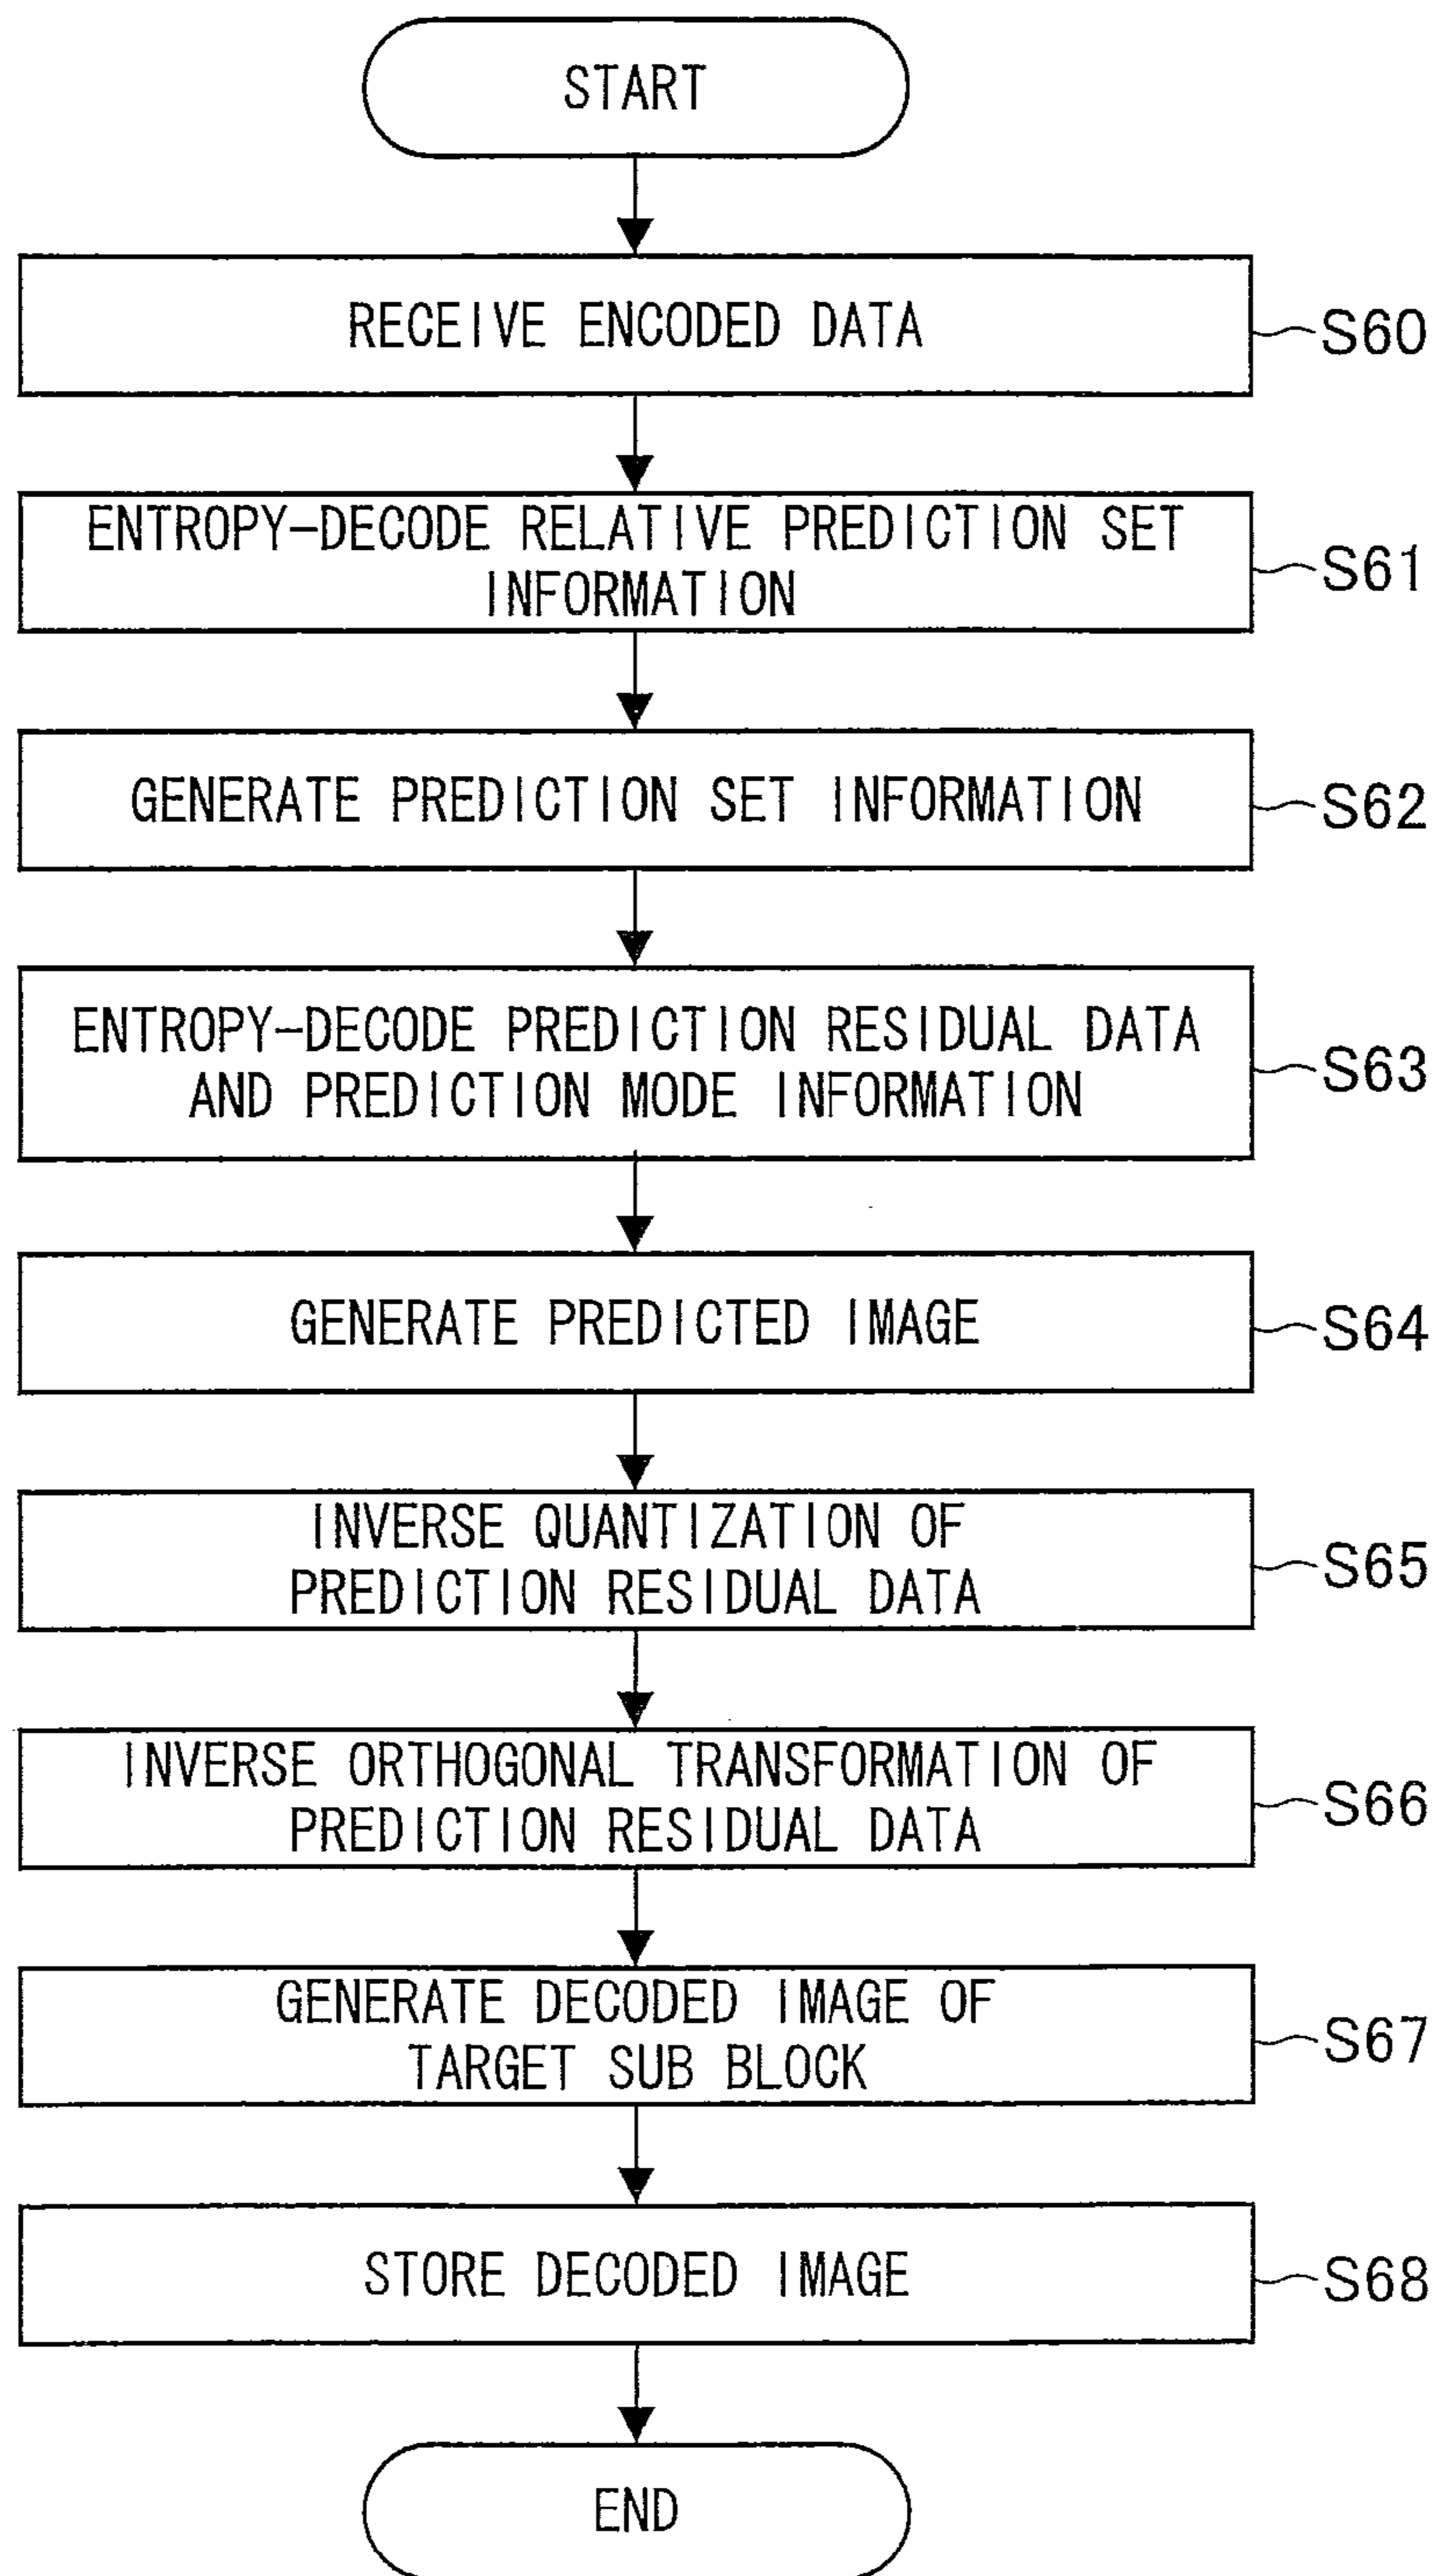 START
RECEIVE ENCODED DATA
S60
ENTROPY-DECODE RELATIVE PREDICTION SET
INFORMATION
S61
GENERATE PREDICTION SET INFORMATION
S62
ENTROPY-DECODE PREDICTION RESIDUAL DATA
AND PREDICTION MODE INFORMATION
S63
GENERATE PREDICTED IMAGE
S64
INVERSE QUANTIZATION OF
PREDICTION RESIDUAL DATA
S65
INVERSE ORTHOGONAL TRANSFORMATION OF
PREDICTION RESIDUAL DATA
S66
GENERATE DECODED IMAGE OF
TARGET SUB BLOCK
S67
STORE DECODED IMAGE
S68
END